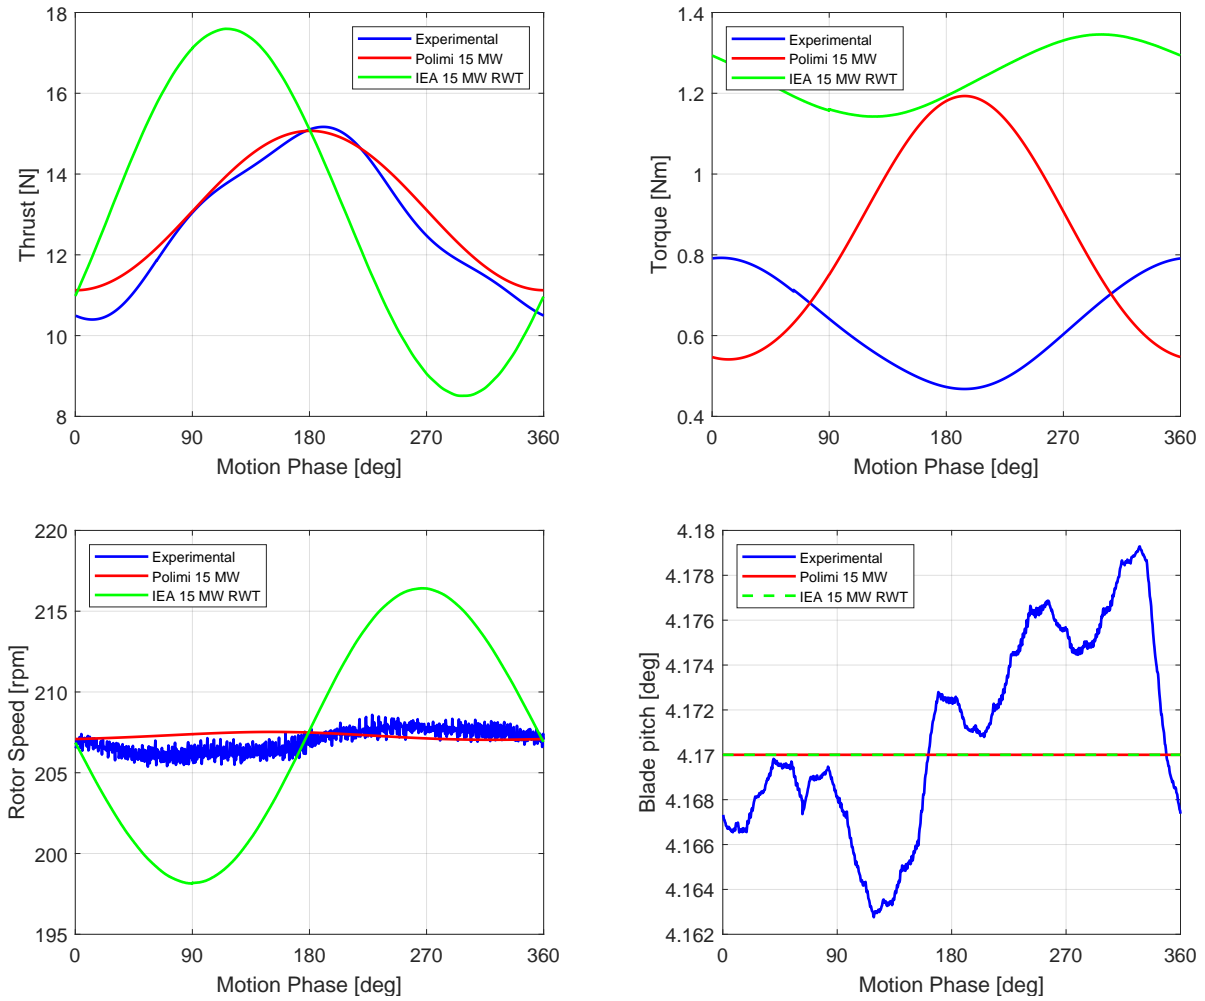 18
16
14
12
10
8
Thrust [N]
Experimental
Polimi 15 MW
IEA 15 MW RWT
0
90
180
270
360
Motion Phase [deg]
1.4
1.2
1
0.8
0.6
0.4
Torque [Nm]
Experimental
Polimi 15 MW
IEA 15 MW RWT
0
90
180
270
360
Motion Phase [deg]
220
215
210
205
200
195
Rotor Speed [rpm]
Experimental
Polimi 15 MW
IEA 15 MW RWT
0
90
180
270
360
Motion Phase [deg]
4.18
4.178
4.176
4.174
4.172
4.17
4.168
4.166
4.164
4.162
Blade pitch [deg]
Experimental
Polimi 15 MW
IEA 15 MW RWT
0
90
180
270
360
Motion Phase [deg]